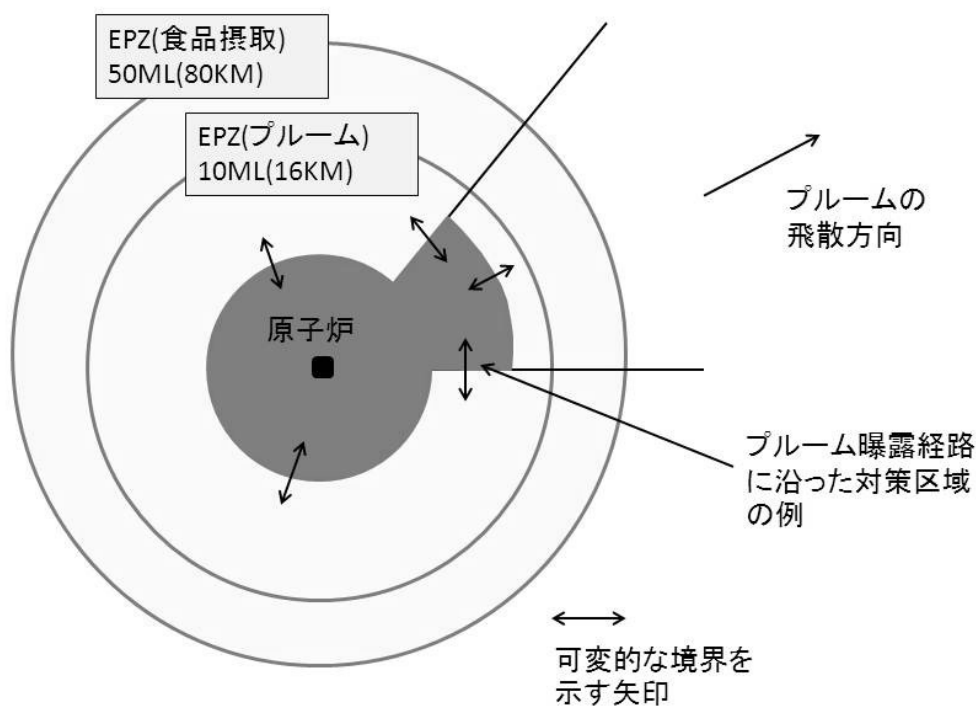 EPZ(食品摂取)
50ML(80KM)
EPZ(プルーム)
10ML(16KM)
プルームの
飛散方向
原子炉
プルーム曝露経路
に沿った対策区域
の例
可変的な境界を
示す矢印